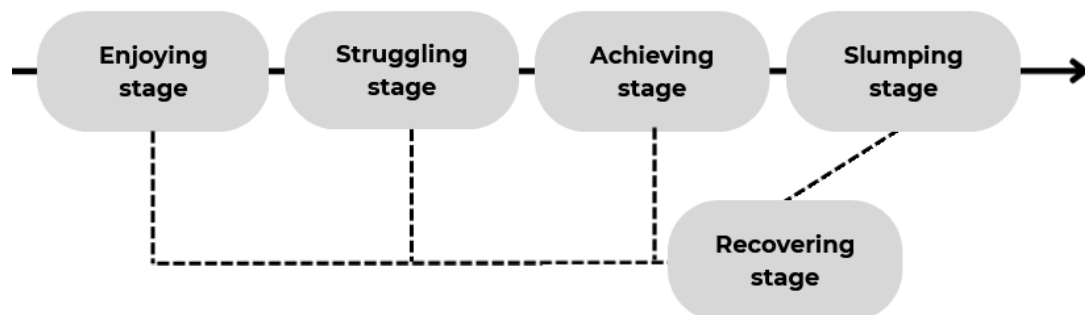 Enjoying
stage
Struggling
stage
Achieving
stage
Slumping
stage
Recovering
stage